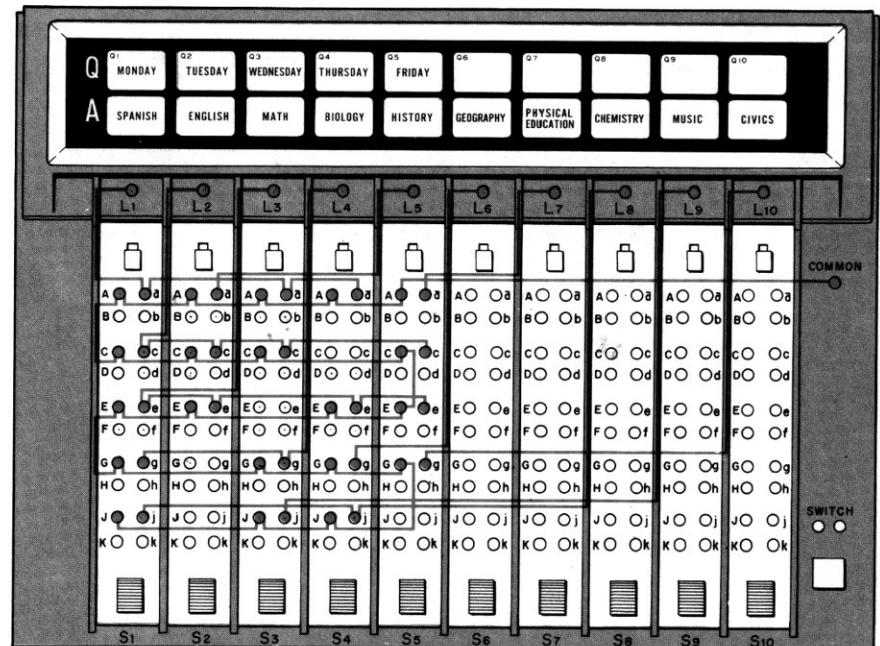 Q1 Q2 Q3 Q4 Q5 Q6 Q7 Q8 Q9 Q10
Q MONDAY TUESDAY WEDNESDAY THURSDAY FRIDAY
A SPANISH ENGLISH MATH BIOLOGY HISTORY GEOGRAPHY PHYSICAL EDUCATION CHEMISTRY MUSIC CIVICS
L1 L2 L3 L4 L5 L6 L7 L8 L9 L10
COMMON
A a A a A a A a A a A a A a A a A a A a
B b B b B b B b B b B b B b B b B b B b
C c C c C c C c C c C c C c C c C c C c
D d D d D d D d D d D d D d D d D d D d
E e E e E e E e E e E e E e E e E e E e
F f F f F f F f F f F f F f F f F f F f
G g G g G g G g G g G g G g G g G g G g
H h H h H h H h H h H h H h H h H h H h
SWITCH
J j J j J j J j J j J j J j J j J j J j
K k K k K k K k K k K k K k K k K k K k
S1 S2 S3 S4 S5 S6 S7 S8 S9 S10